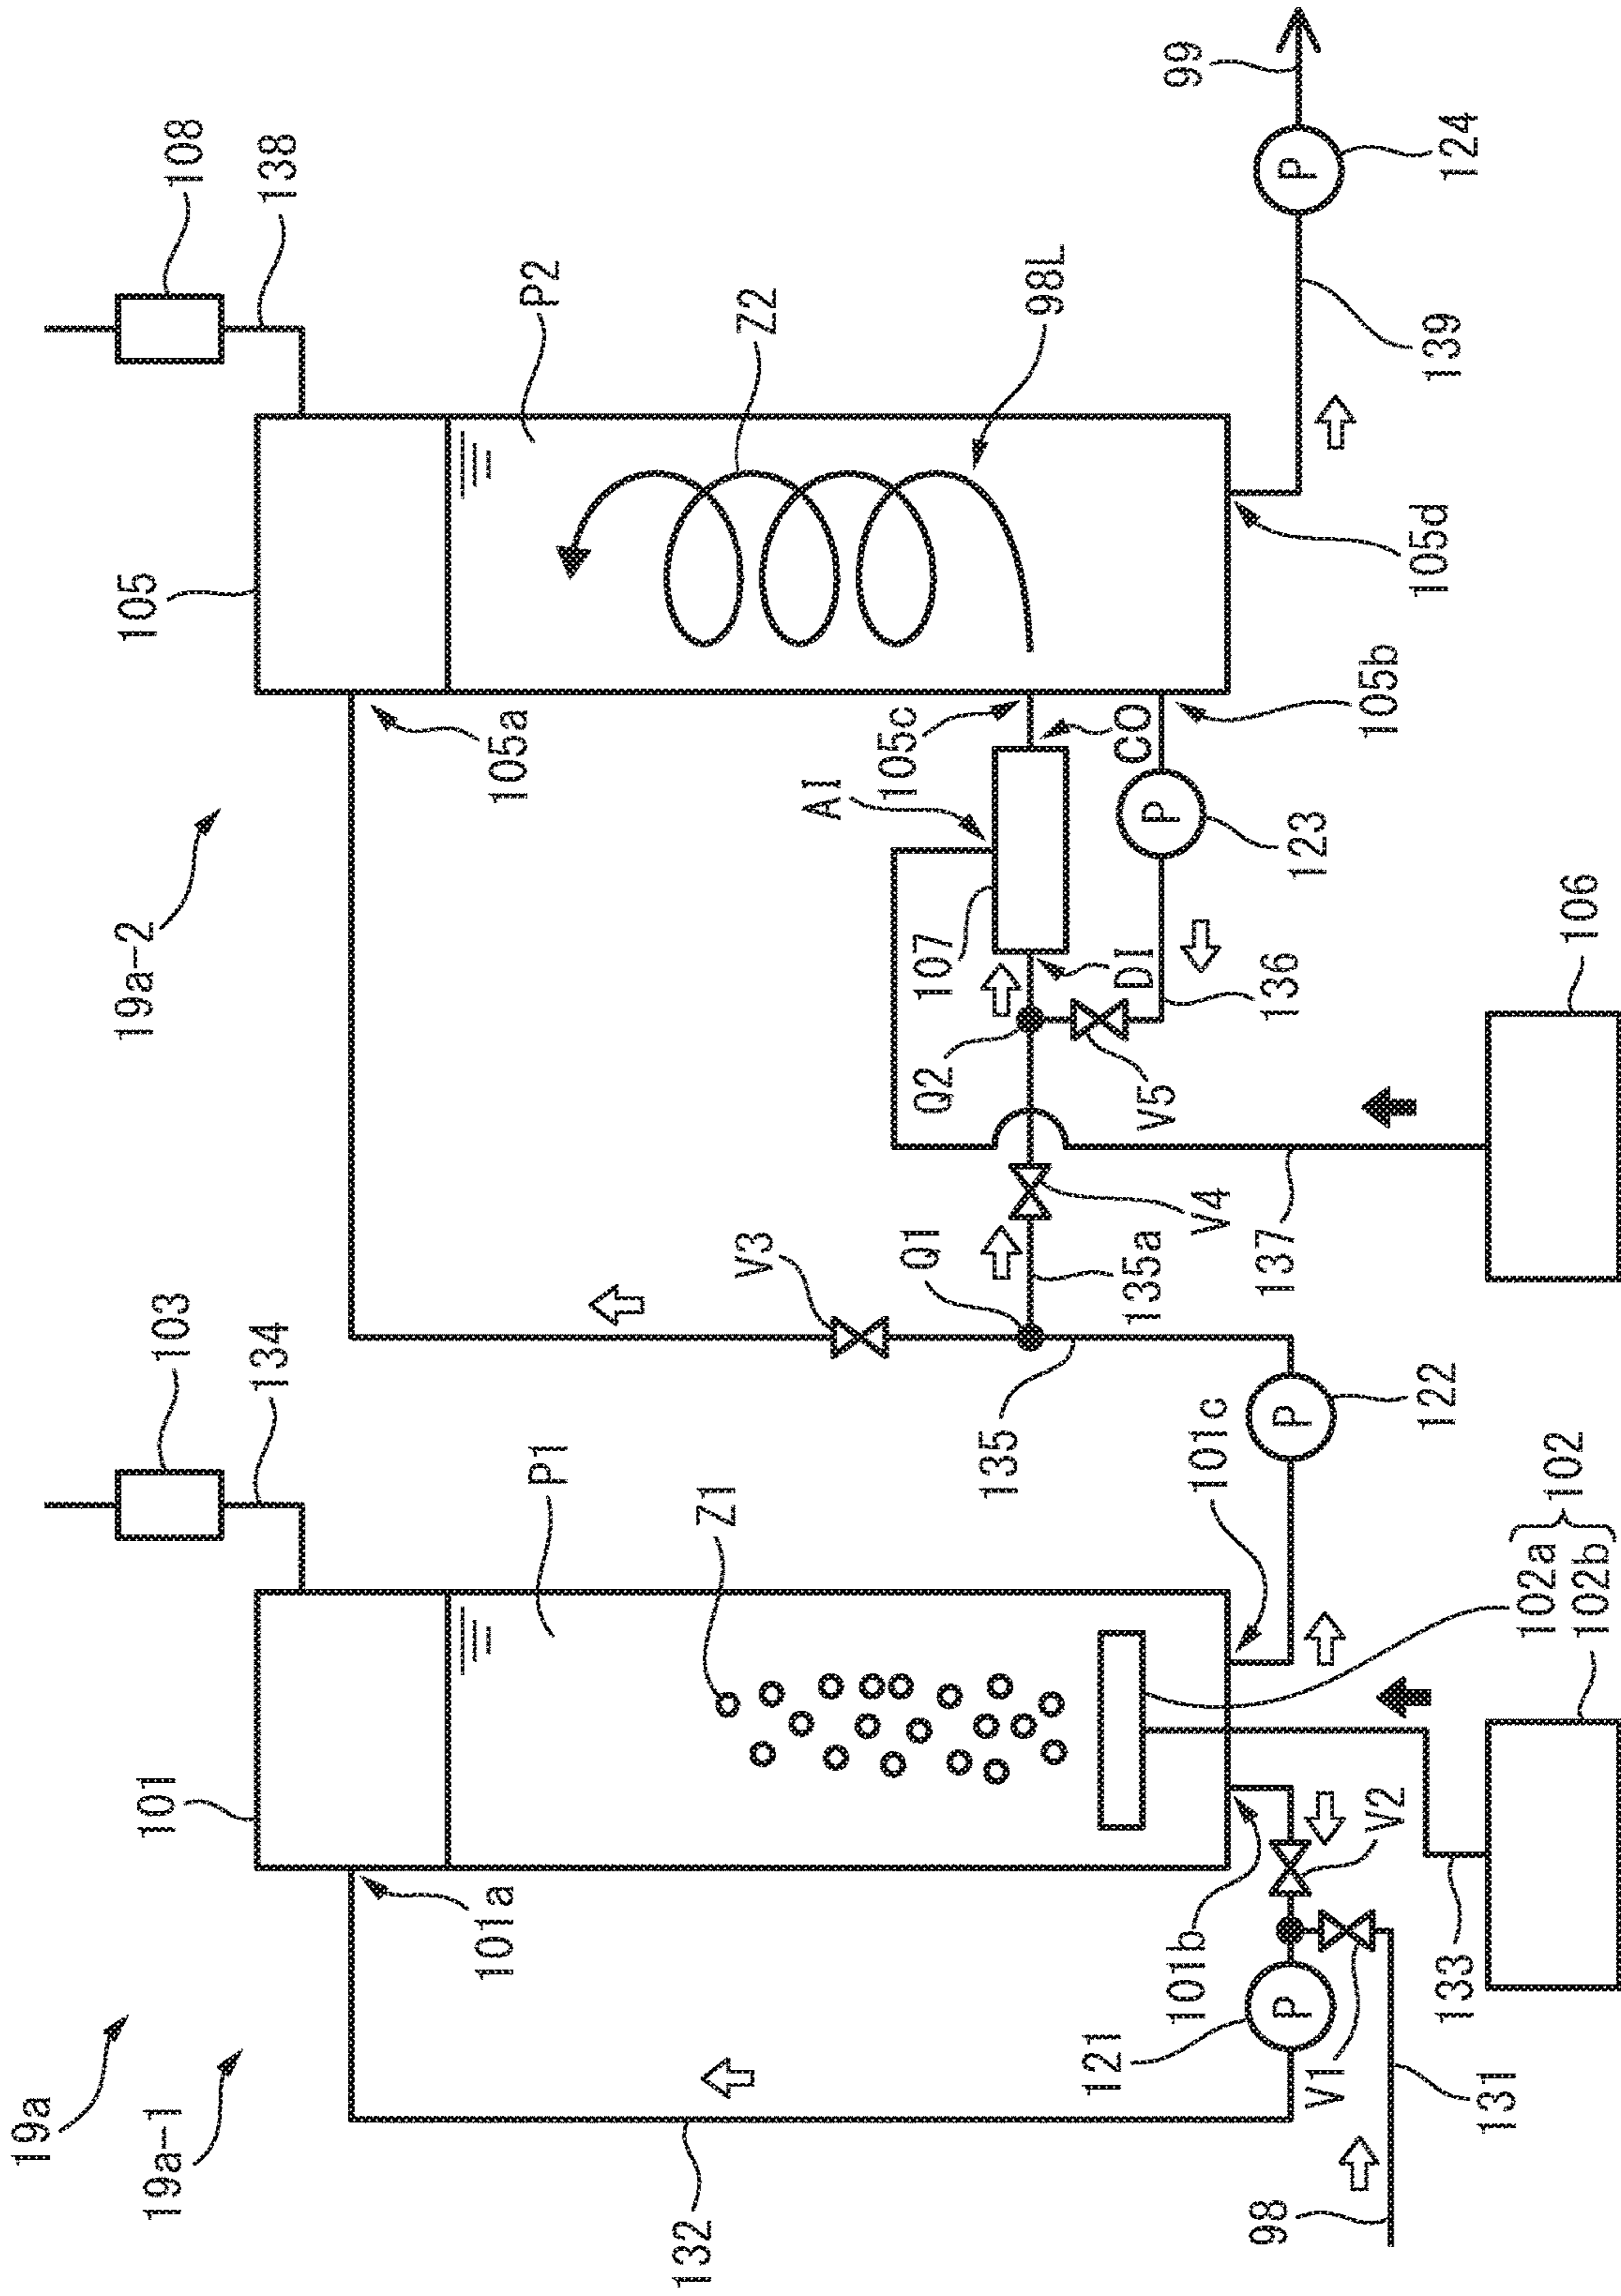 19a
19a-1
19a-2
101
103
134
105
108
138
P1
Z1
101a
132
V3
105a
P2
Z2
98L
Q1
135
135a
V4
Q2
107
AI
105c
CO
DI
V5
P
123
136
105b
137
106
98
131
V1
121
P
101b
V2
133
101c
P
122
102a
102b
102
105d
139
P
124
99